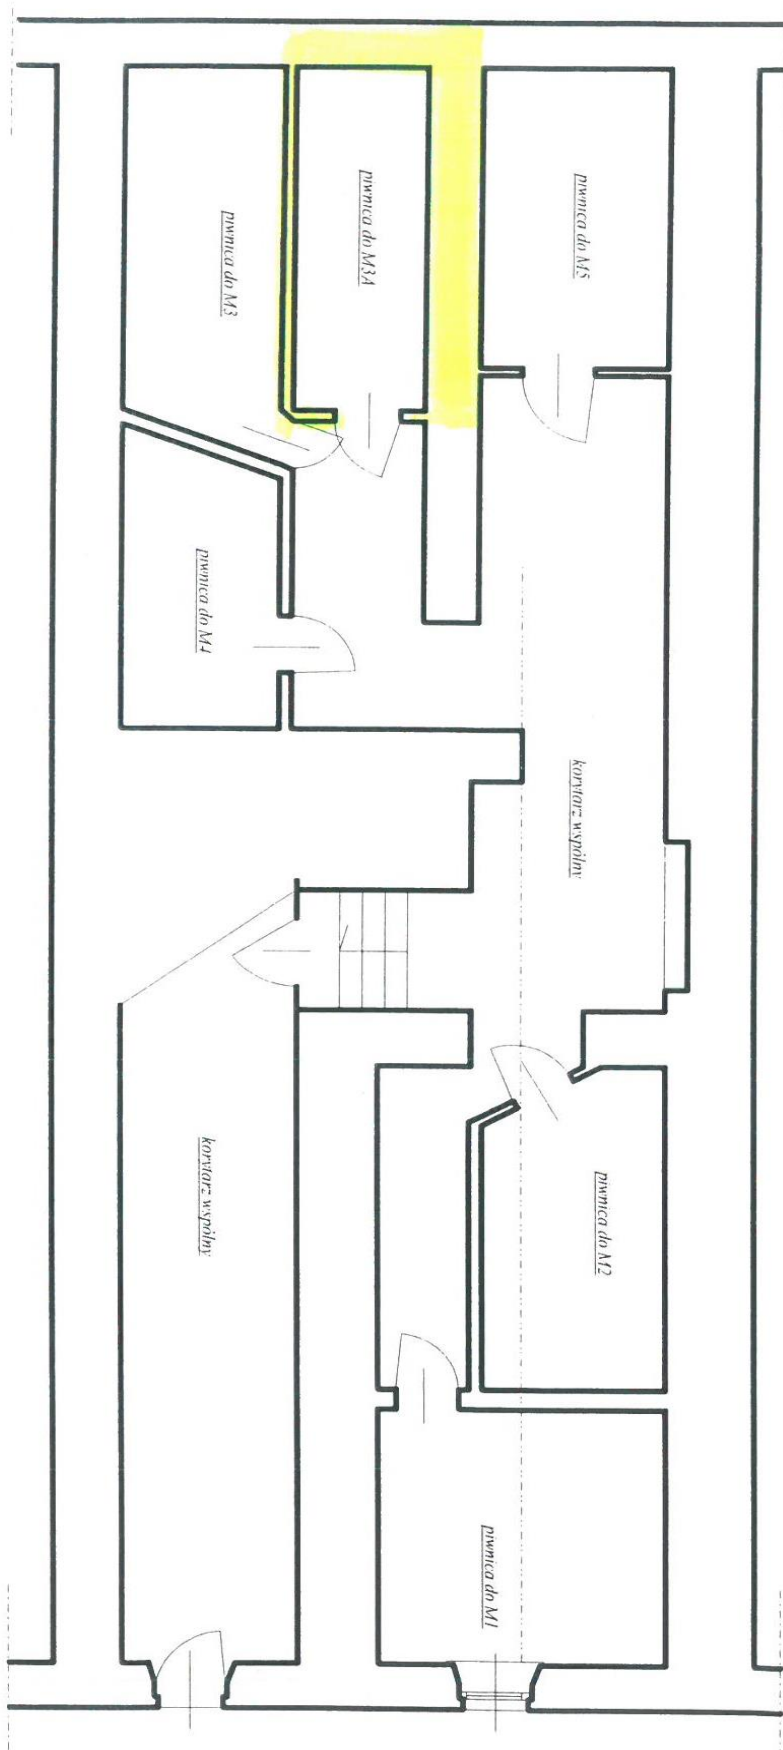 piwnica do M3
piwnica do M3A
piwnica do M5
piwnica do M4
korytarz wspólny
korytarz wspólny
piwnica do M2
piwnica do M1